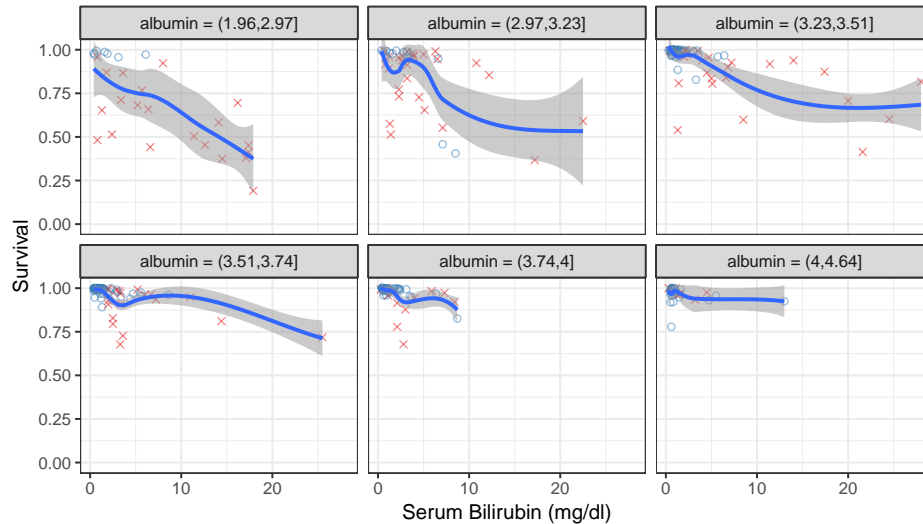 albumin = (1.96,2.97]
albumin = (2.97,3.23]
albumin = (3.23,3.51]
1.00
0.75
0.50
0.25
0.00
albumin = (3.51,3.74]
albumin = (3.74,4]
albumin = (4,4.64]
1.00
0.75
0.50
0.25
0.00
0 10 20
0 10 20
0 10 20
Survival
Serum Bilirubin (mg/dl)